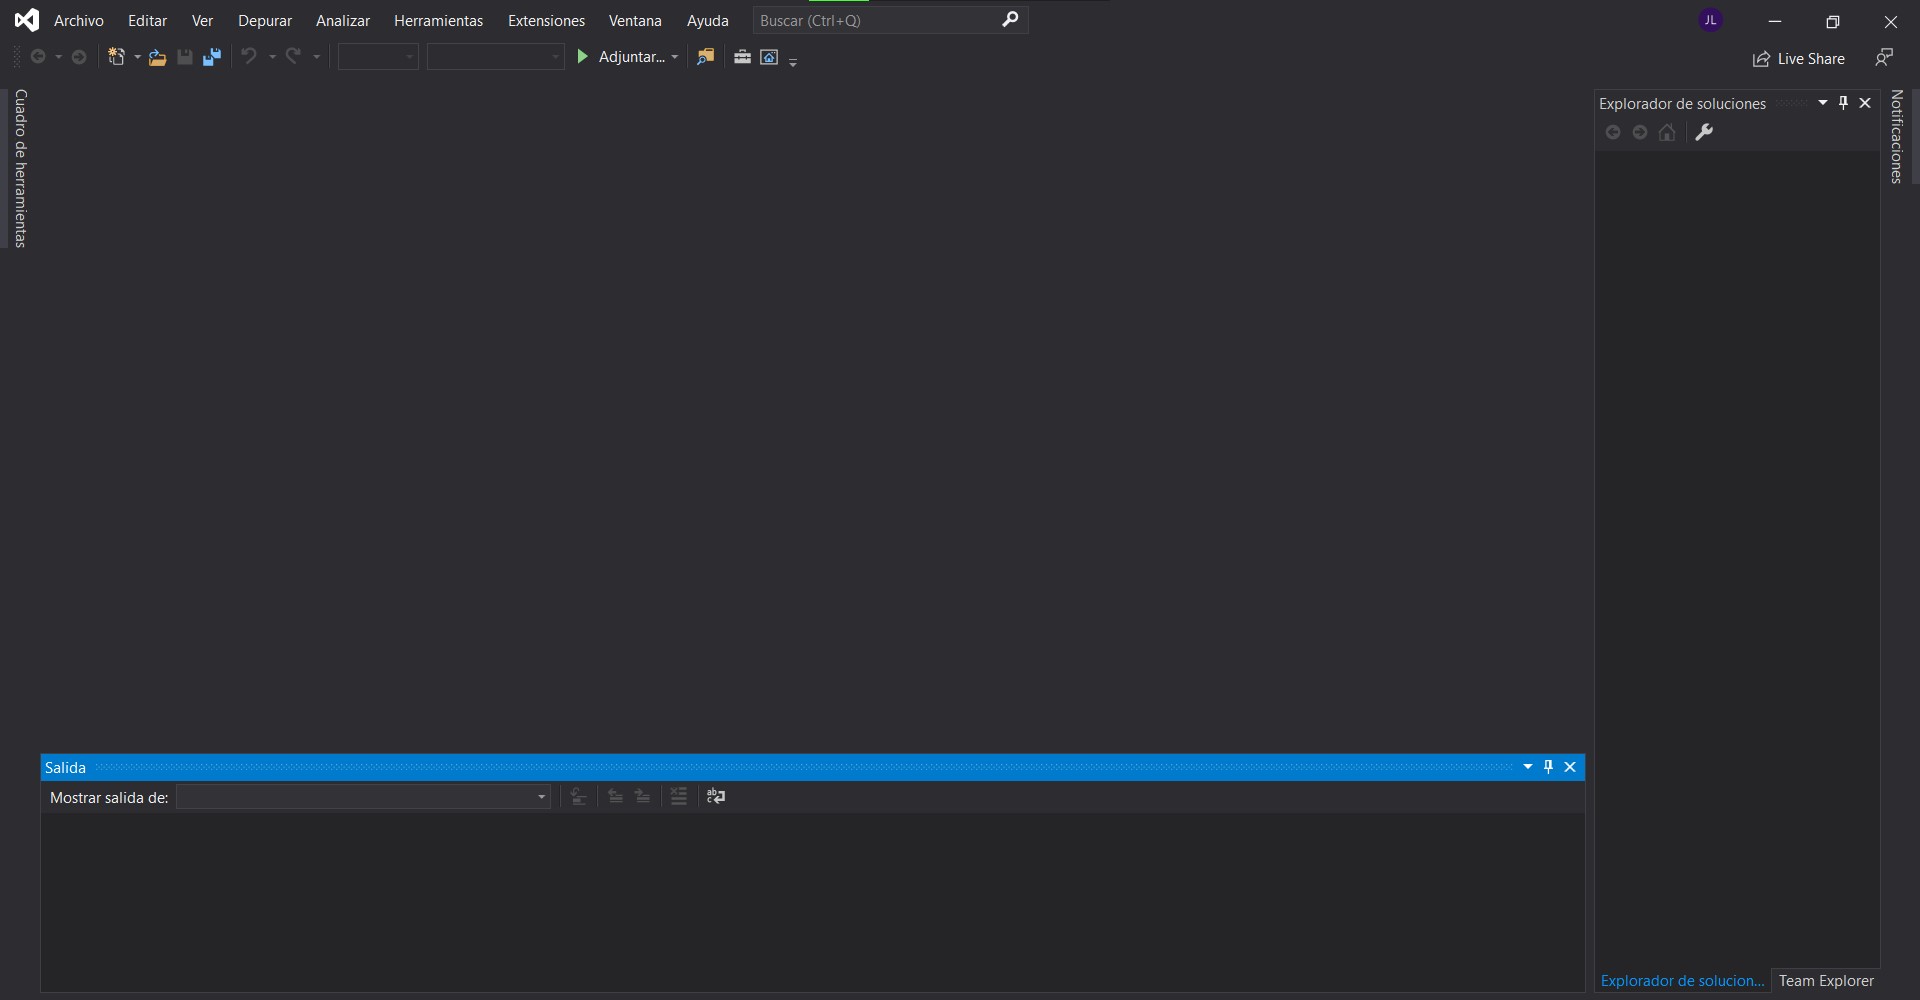 Archivo Editar Ver Depurar Analizar Herramientas Extensiones Ventana Ayuda Buscar (Ctrl+Q) JL
Adjuntar... Live Share
Cuadro de herramientas
Explorador de soluciones
Notificaciones
Salida
Mostrar salida de:
Explorador de solucion... Team Explorer